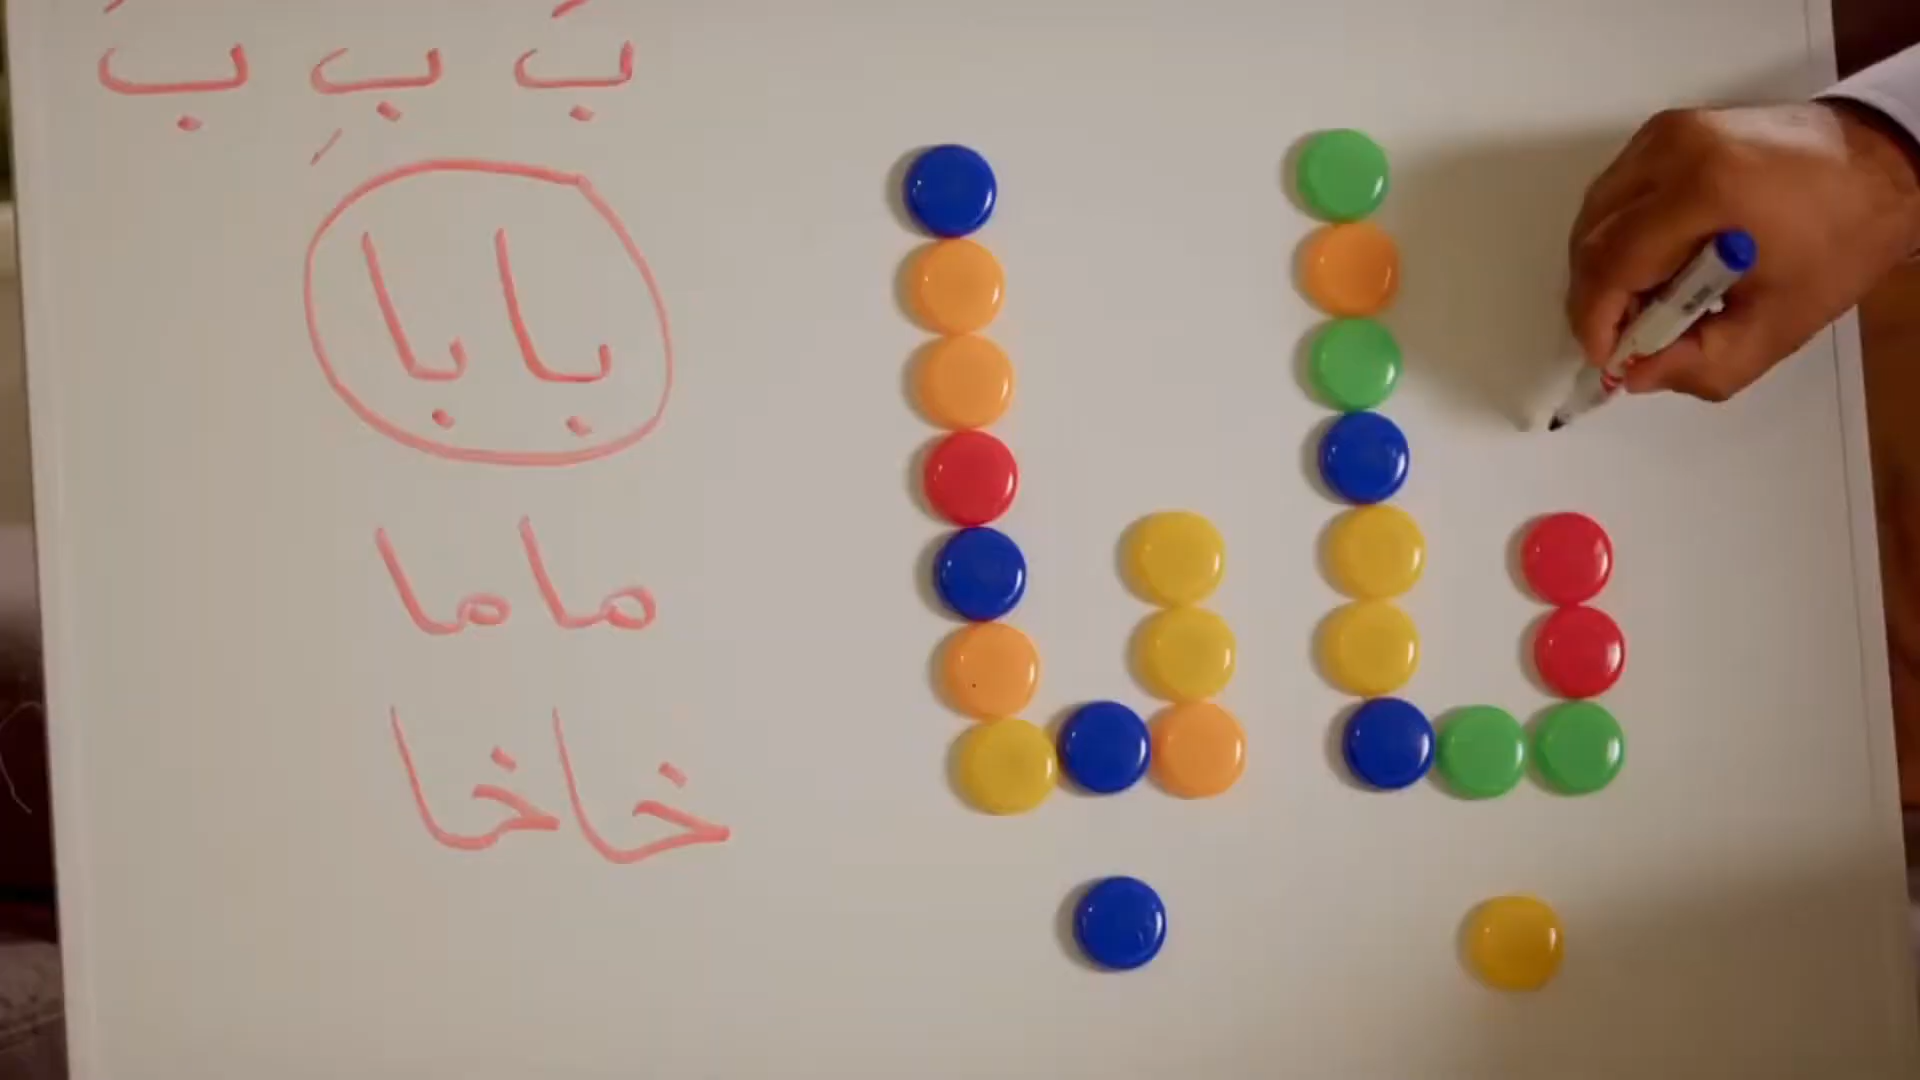 بَ بِ بَ
بابا
ماما
خاخا
بابا